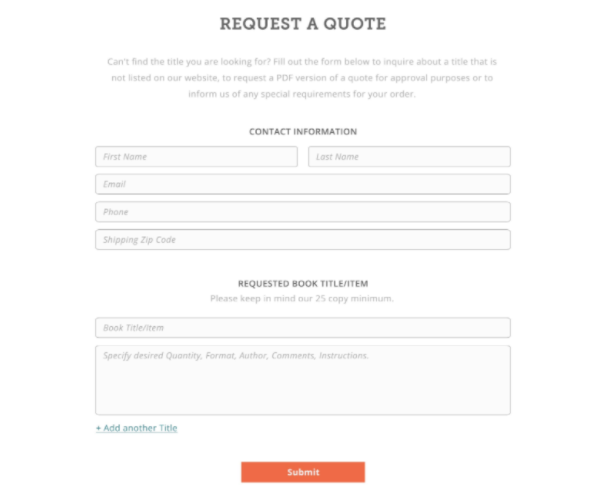 REQUEST A QUOTE
Can't find the title you are looking for? Fill out the form below to inquire about a title that is
not listed on our website, to request a PDF version of a quote for approval purposes or to
inform us of any special requirements for your order.
CONTACT INFORMATION
First Name Last Name
Email
Phone
Shipping Zip Code
REQUESTED BOOK TITLE/ITEM
Please keep in mind our 25 copy minimum.
Book Title/Item
Specify desired Quantity, Format, Author, Comments, Instructions.
+ Add another Title
Submit